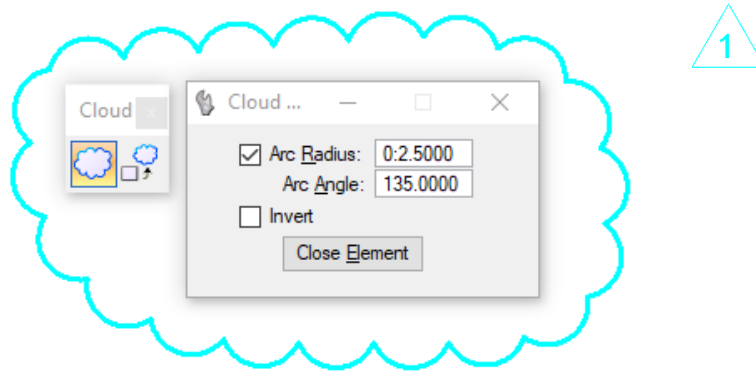 1
Cloud x
Cloud ...
Arc Radius: 0:2.5000
Arc Angle: 135.0000
Invert
Close Element